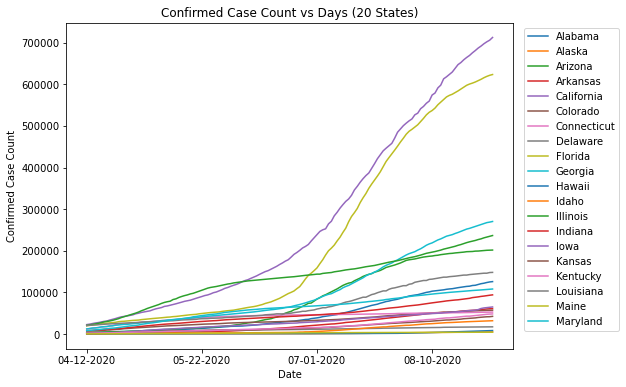 Confirmed Case Count vs Days (20 States)
Confirmed Case Count
700000
600000
500000
400000
300000
200000
100000
0
04-12-2020
05-22-2020
07-01-2020
08-10-2020
Date
Alabama
Alaska
Arizona
Arkansas
California
Colorado
Connecticut
Delaware
Florida
Georgia
Hawaii
Idaho
Illinois
Indiana
Iowa
Kansas
Kentucky
Louisiana
Maine
Maryland